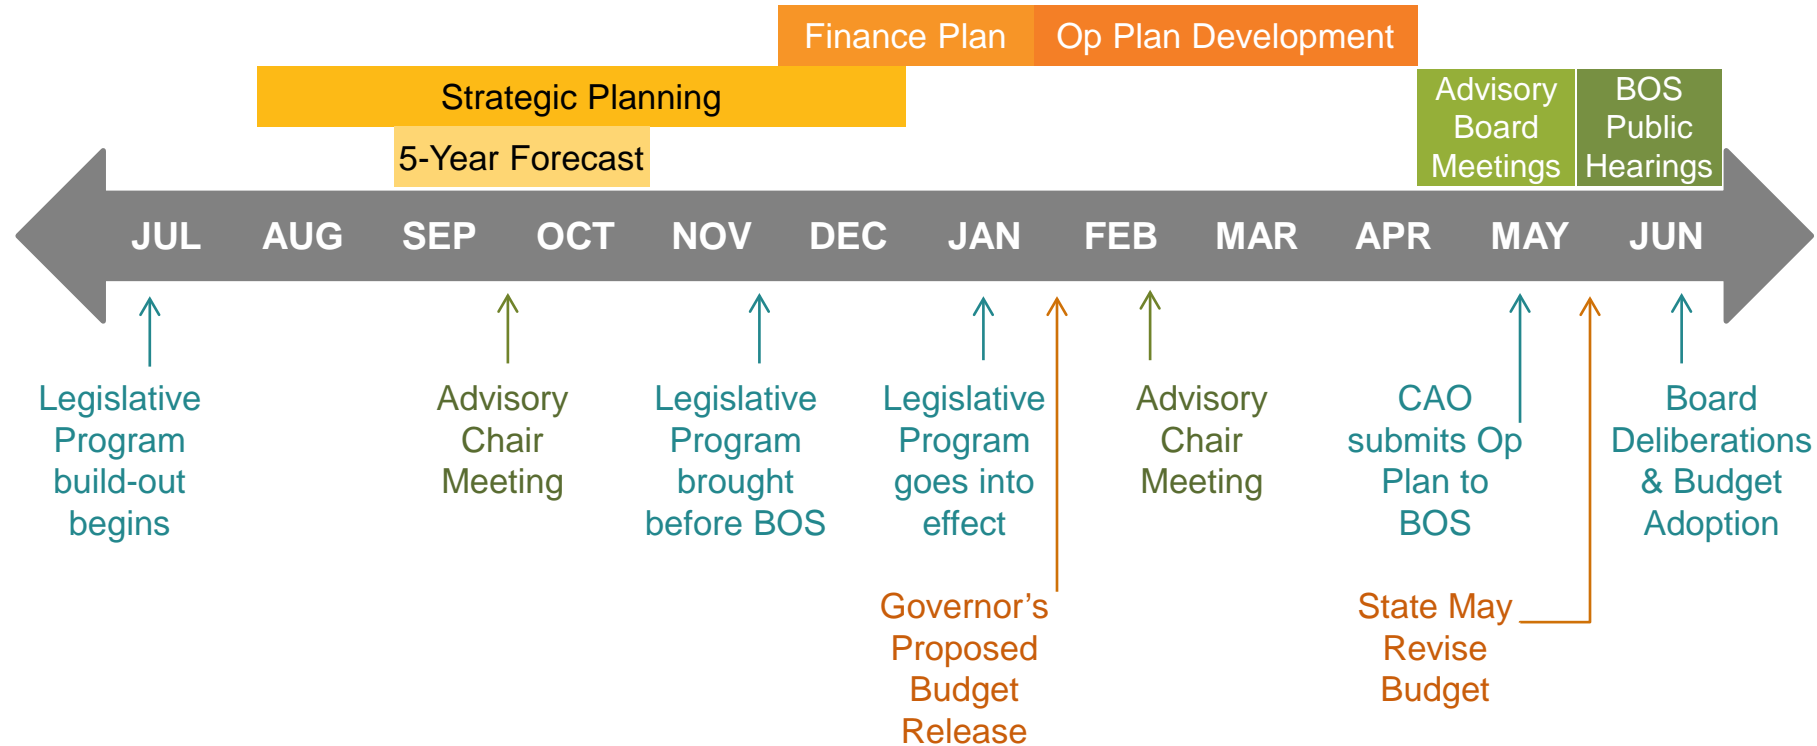 Finance Plan
Op Plan Development
Strategic Planning
5-Year Forecast
Advisory
Board
Meetings
BOS
Public
Hearings
JUL AUG SEP OCT NOV DEC JAN FEB MAR APR MAY JUN
Legislative
Program
build-out
begins
Advisory
Chair
Meeting
Legislative
Program
brought
before BOS
Legislative
Program
goes into
effect
Advisory
Chair
Meeting
CAO
submits Op
Plan to
BOS
Board
Deliberations
& Budget
Adoption
Governor’s
Proposed
Budget
Release
State May
Revise
Budget